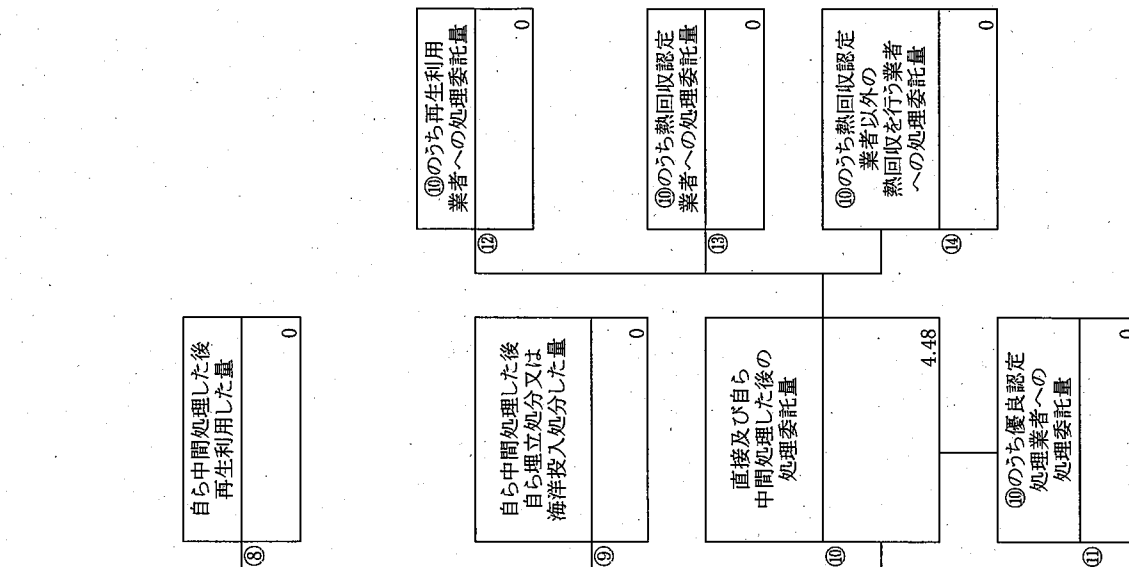 ⑧
自ら中間処理した後
再生利用した量
0
⑨
自ら中間処理した後
自ら埋立処分又は
海洋投入処分した量
0
⑩
直接及び自ら
中間処理した後の
処理委託量
4.48
⑪
⑩のうち優良認定
処理業者への
処理委託量
0
⑫
⑩のうち再生利用
業者への処理委託量
0
⑬
⑩のうち熱回収認定
業者への処理委託量
0
⑭
⑩のうち熱回収認定
業者以外の
熱回収を行う業者
への処理委託量
0